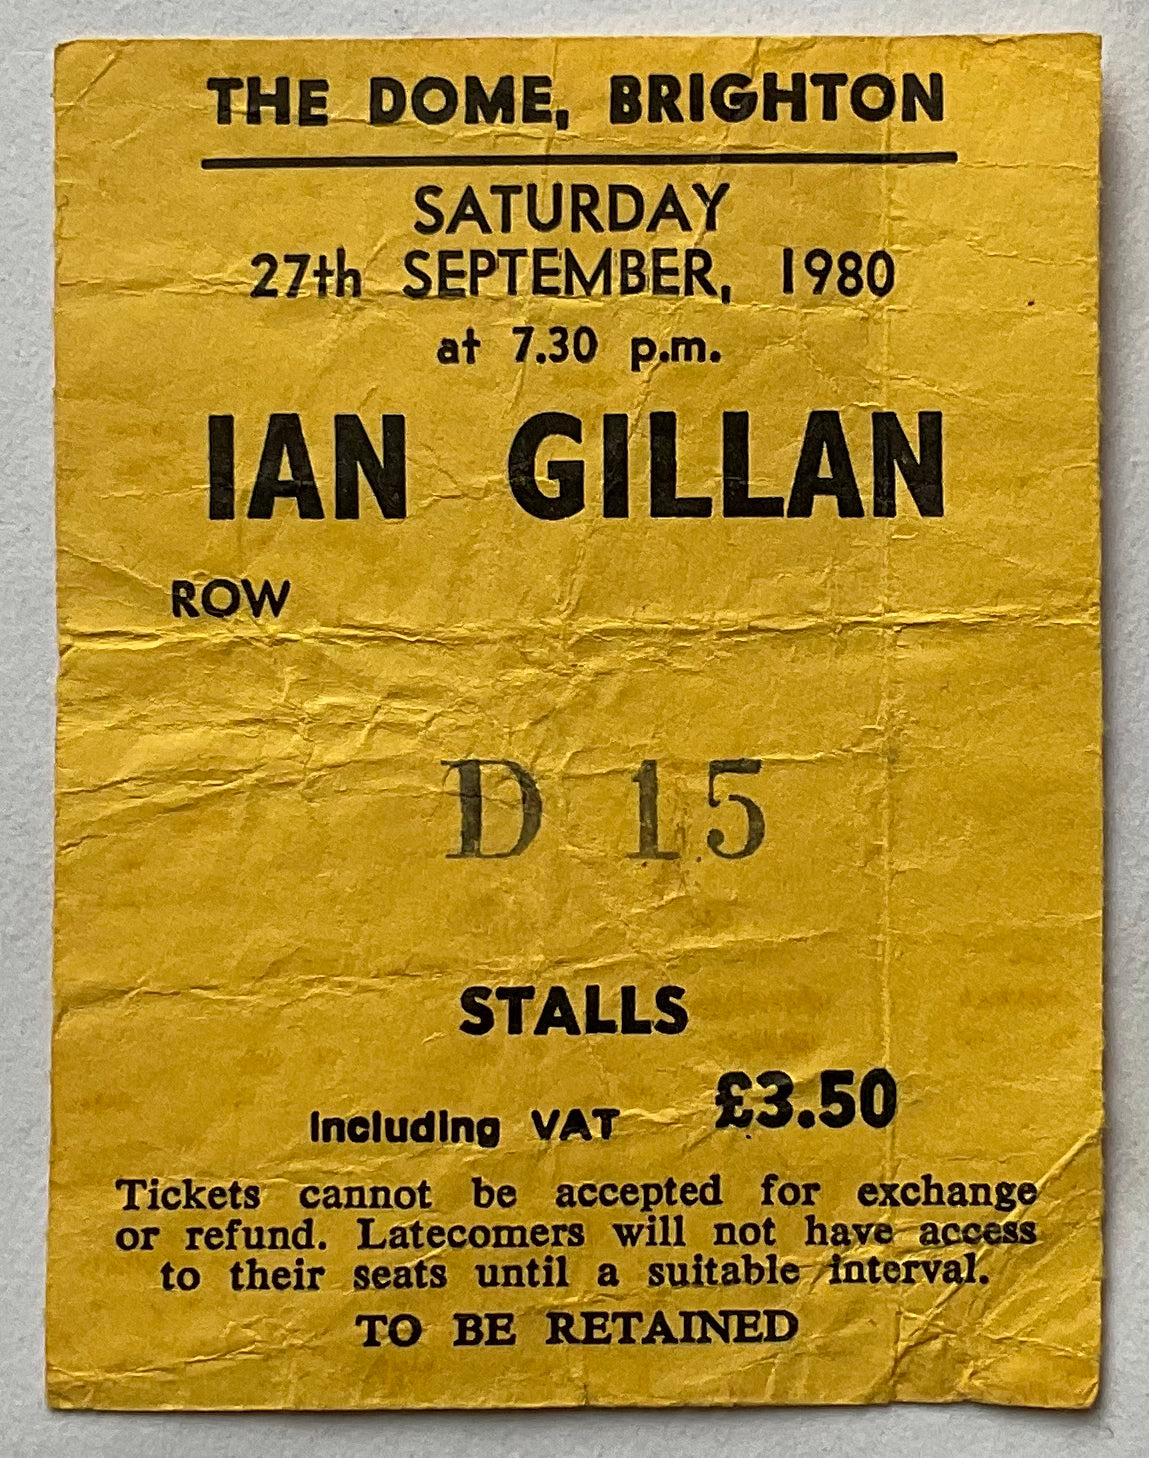 THE DOME, BRIGHTON
SATURDAY
27th SEPTEMBER, 1980
at 7.30 p.m.
IAN GILLAN
ROW
D 15
STALLS
Including VAT £3.50
Tickets cannot be accepted for exchange
or refund. Latecomers will not have access
to their seats until a suitable interval.
TO BE RETAINED